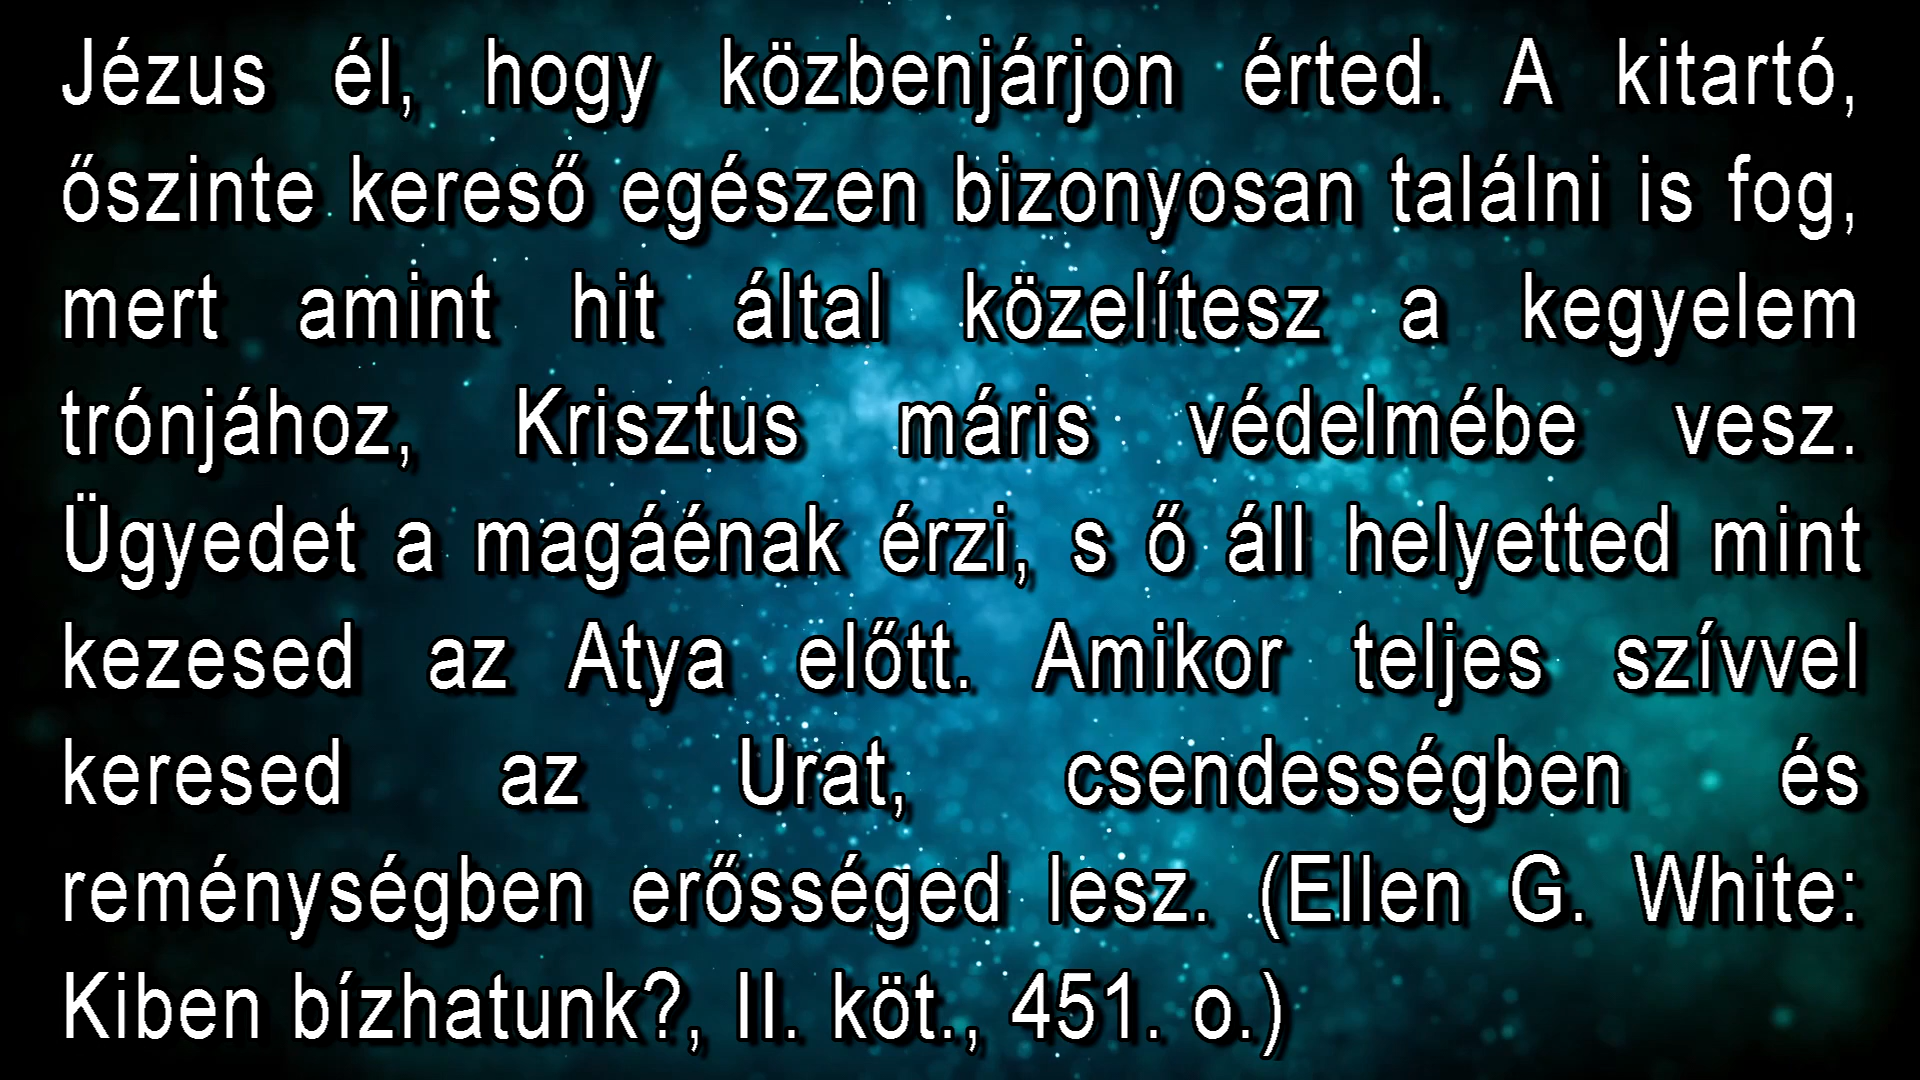 Jézus él, hogy közbenjárjon érted. A kitartó,
őszinte kereső egészen bizonyosan találni is fog,
mert amint hit által közelítesz a kegyelem
trónjához, Krisztus máris védelmébe vesz.
Ügyedet a magáénak érzi, s ő áll helyetted mint
kezesed az Atya előtt. Amikor teljes szívvel
keresed az Urat, csendességben és
reménységben erősséged lesz. (Ellen G. White:
Kiben bízhatunk?, II. köt., 451. o.)